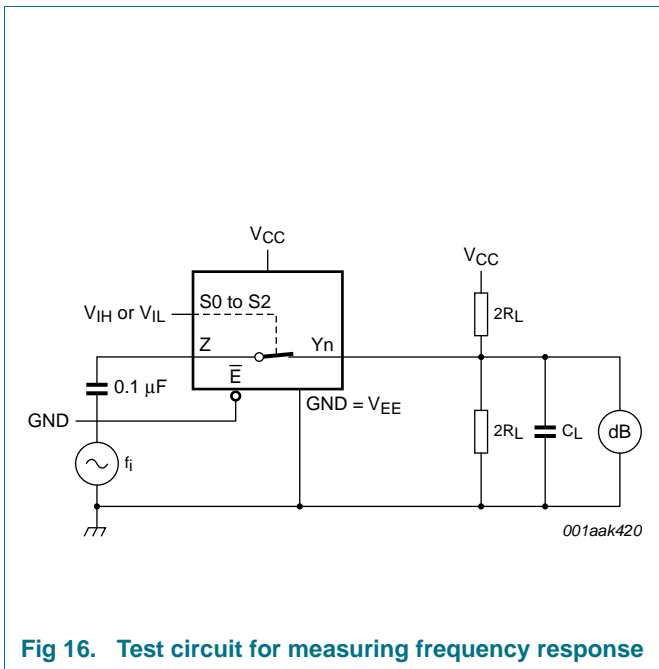 VCC
VCC
S0 to S2
2RL
VIH or VIL
Z
Yn
E
0.1 μF
GND = VEE
GND
2RL
CL
dB
fi
001aak420
Fig 16. Test circuit for measuring frequency response